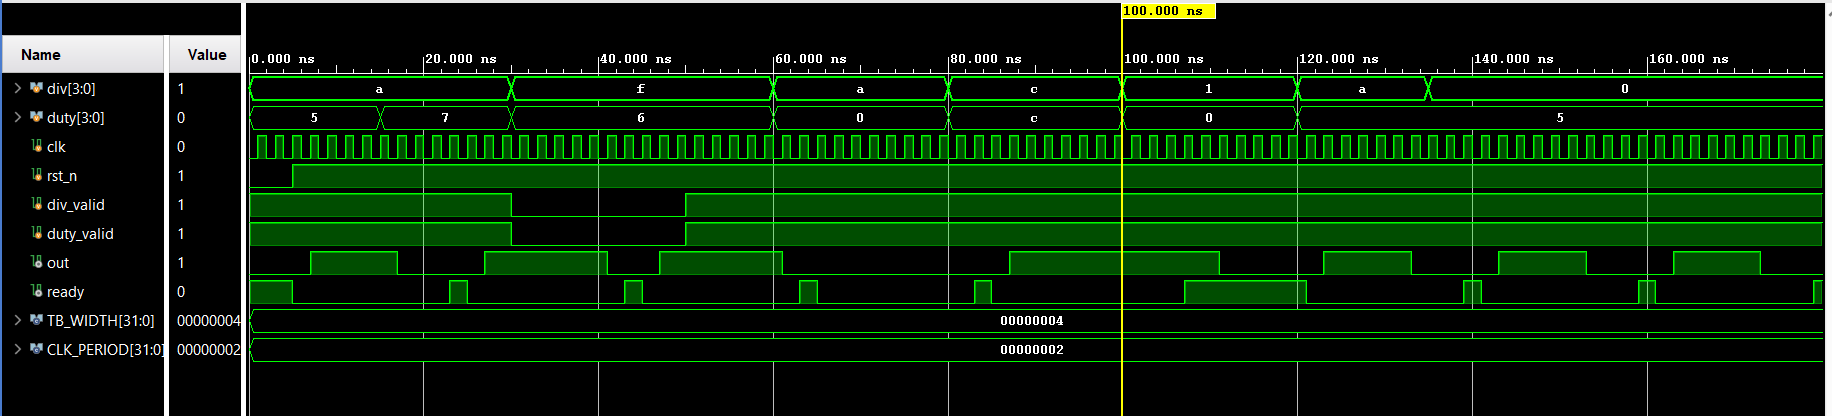 100.000 ns
Name Value
0.000 ns 20.000 ns 40.000 ns 60.000 ns 80.000 ns 100.000 ns 120.000 ns 140.000 ns 160.000 ns
div[3:0] 1 a f a c 1 a 0
duty[3:0] 0 5 7 6 0 c 0 5
clk 0
rst_n 1
div_valid 1
duty_valid 1
out 1
ready 0
TB_WIDTH[31:0] 00000004 00000004
CLK_PERIOD[31:0] 00000002 00000002